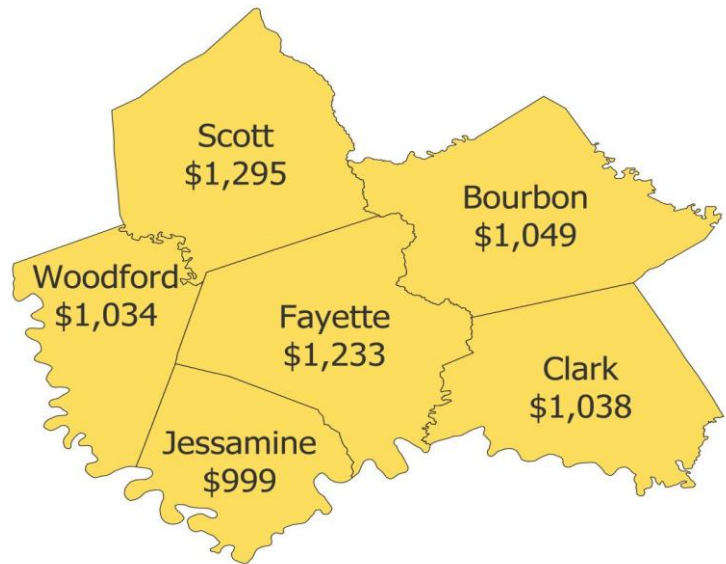 Scott
$1,295
Bourbon
$1,049
Woodford
$1,034
Fayette
$1,233
Clark
$1,038
Jessamine
$999